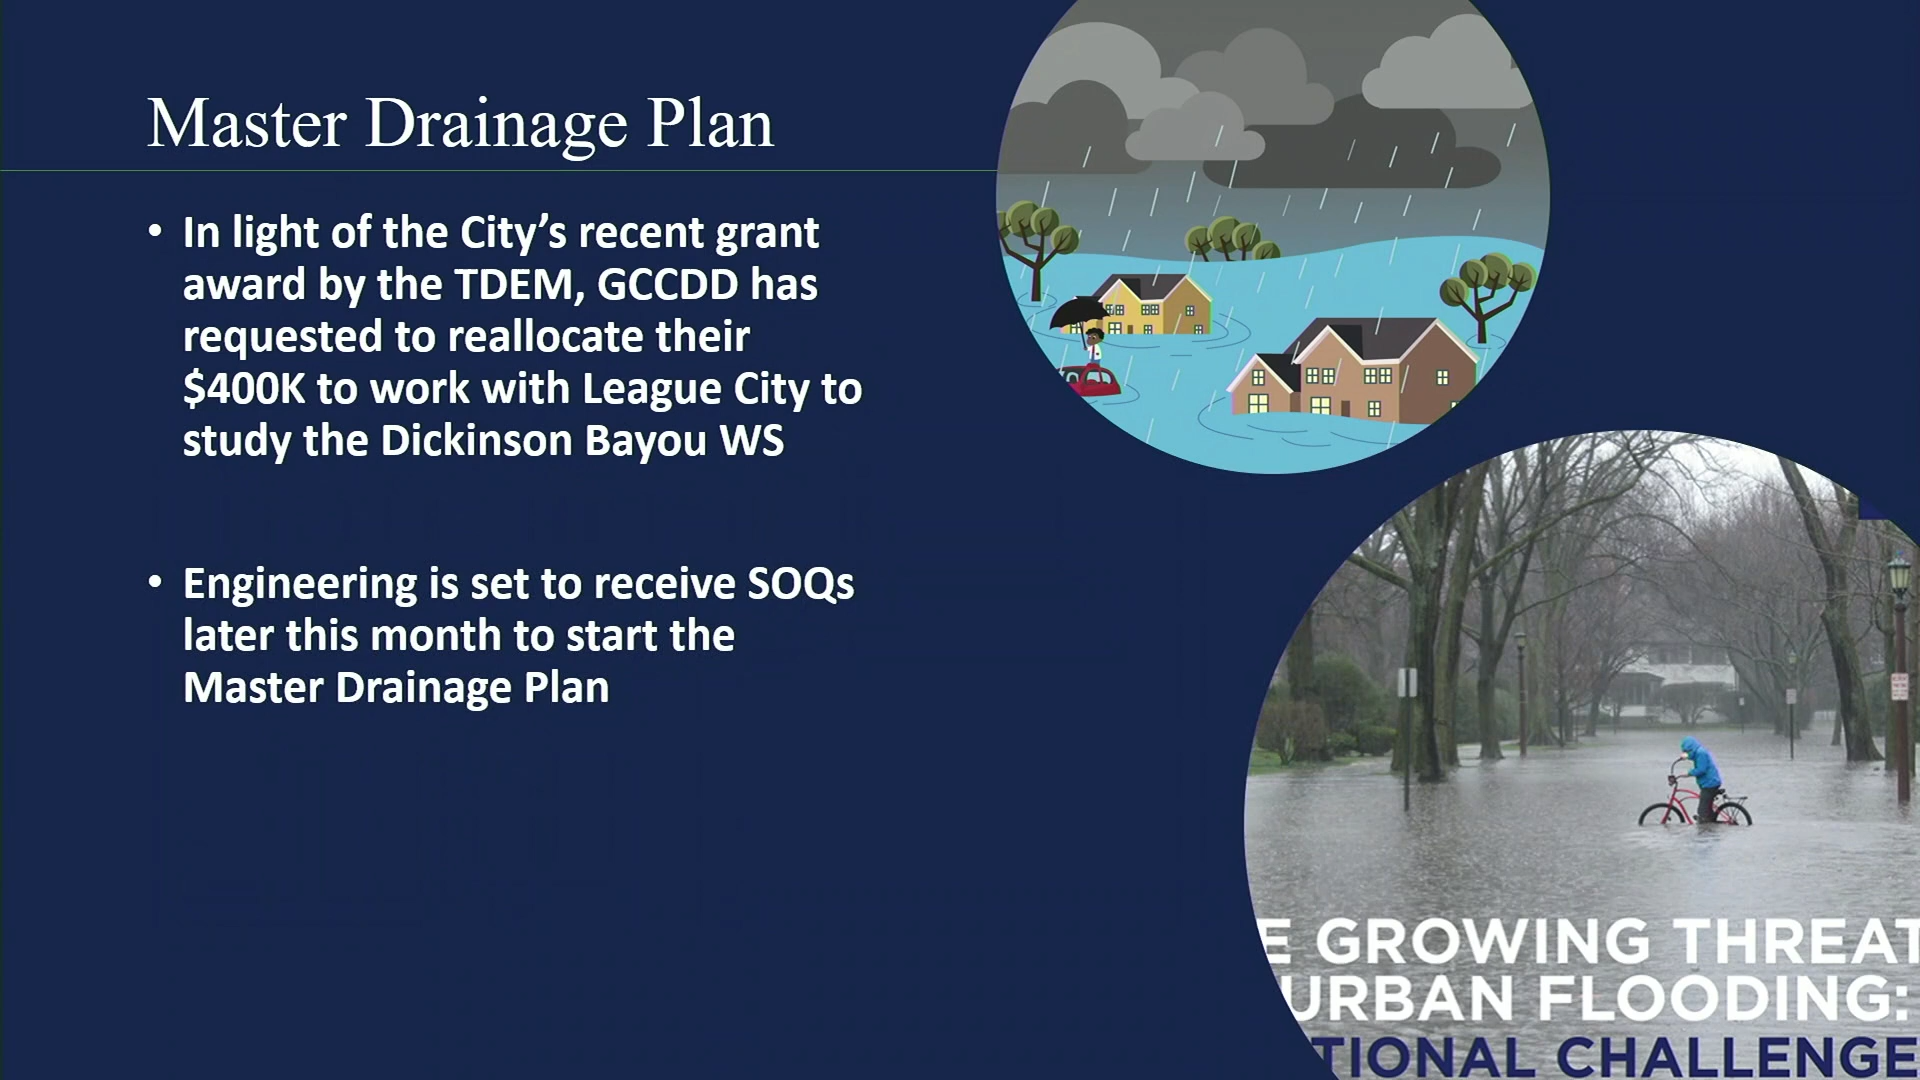 Master Drainage Plan
• In light of the City’s recent grant
award by the TDEM, GCCDD has
requested to reallocate their
$400K to work with League City to
study the Dickinson Bayou WS
• Engineering is set to receive SOQs
later this month to start the
Master Drainage Plan
E GROWING THREAT
URBAN FLOODING:
TIONAL CHALLENGE